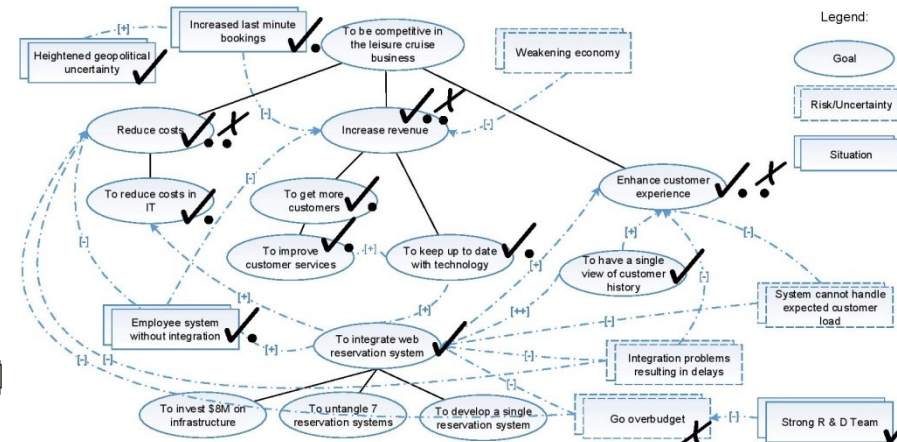 Legend:
[+]
Increased last minute
bookings
To be competitive in
the leisure cruise
business
Heightened geopolitical
uncertainty
Weakening economy
Goal
Risk/Uncertainty
[-]
[-]
Reduce costs
Increase revenue
Situation
[-]
Enhance customer
experience
To reduce costs in
IT
To get more
customers
To improve
customer services
[+]
To keep up to date
with technology
[-]
[+]
[+]
To have a single
view of customer
history
[-]
[-]
[+]
[+]
[++]
System cannot handle
expected customer
load
Employee system
without integration
[+]
To integrate web
reservation system
[-]
[-]
[-]
[-]
[-]
Integration problems
resulting in delays
To invest $8M on
infrastructure
To untangle 7
reservation systems
To develop a single
reservation system
Go overbudget
[-]
Strong R & D Team